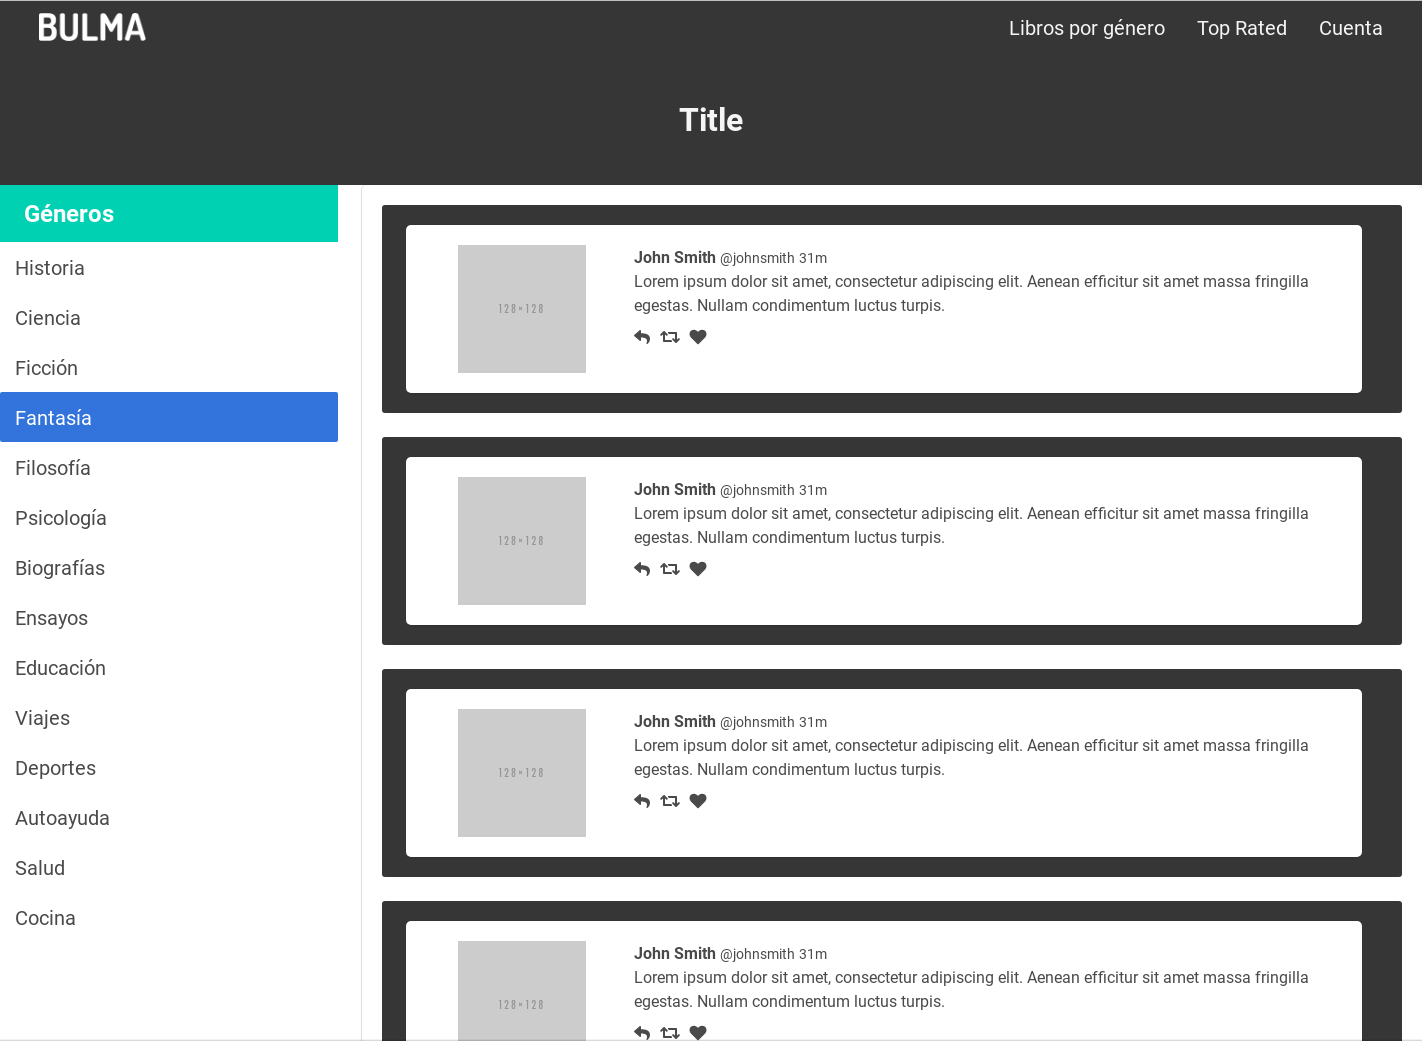 BULMA
Libros por género Top Rated Cuenta
Title
Géneros
Historia
Ciencia
Ficción
Fantasía
Filosofía
Psicología
Biografías
Ensayos
Educación
Viajes
Deportes
Autoayuda
Salud
Cocina
128×128
John Smith @johnsmith 31m
Lorem ipsum dolor sit amet, consectetur adipiscing elit. Aenean efficitur sit amet massa fringilla
egestas. Nullam condimentum luctus turpis.
128×128
John Smith @johnsmith 31m
Lorem ipsum dolor sit amet, consectetur adipiscing elit. Aenean efficitur sit amet massa fringilla
egestas. Nullam condimentum luctus turpis.
128×128
John Smith @johnsmith 31m
Lorem ipsum dolor sit amet, consectetur adipiscing elit. Aenean efficitur sit amet massa fringilla
egestas. Nullam condimentum luctus turpis.
128×128
John Smith @johnsmith 31m
Lorem ipsum dolor sit amet, consectetur adipiscing elit. Aenean efficitur sit amet massa fringilla
egestas. Nullam condimentum luctus turpis.